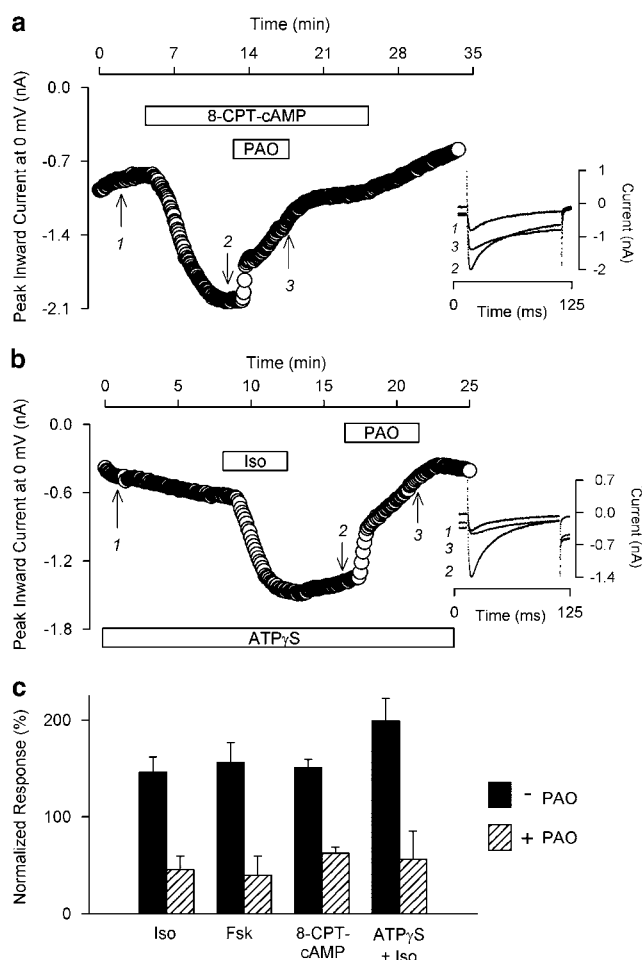 a
Time (min)
0 7 14 21 28 35
Peak Inward Current at 0 mV (nA)
0.0
-0.7
-1.4
-2.1
8-CPT-cAMP
PAO
1
2
3
1
3
2
1
0
-1
-2
Current (nA)
0 125
Time (ms)
b
Time (min)
0 5 10 15 20 25
Peak Inward Current at 0 mV (nA)
0.0
-0.6
-1.2
-1.8
PAO
Iso
1
2
3
1
3
2
0.7
0.0
-0.7
-1.4
Current (nA)
0 125
Time (ms)
ATPγS
c
Normalized Response (%)
200
100
0
- PAO
+ PAO
Iso Fsk 8-CPT- ATPγS
cAMP + Iso